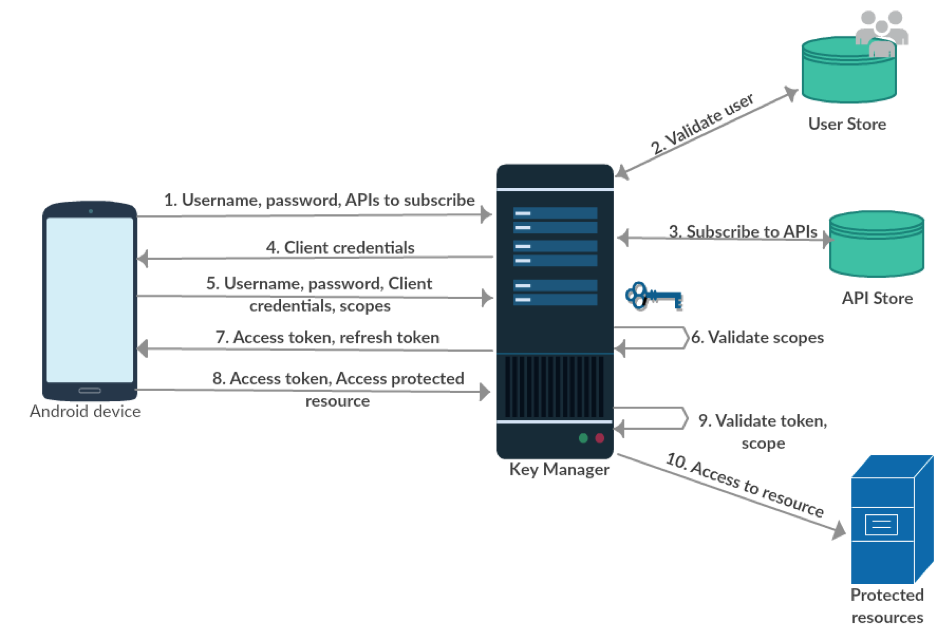 User Store
2. Validate user
1. Username, password, APIs to subscribe
3. Subscribe to APIs
4. Client credentials
5. Username, password, Client
credentials, scopes
API Store
7. Access token, refresh token
6. Validate scopes
8. Access token, Access protected
resource
Android device
9. Validate token,
scope
Key Manager
10. Access to resource
Protected
resources